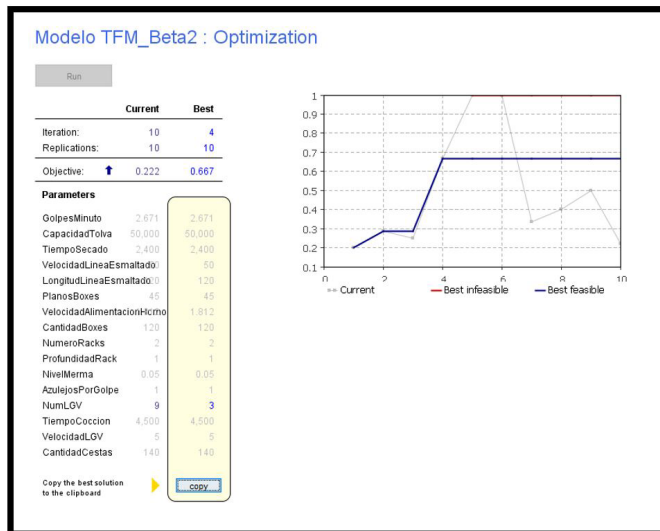 Modelo TFM_Beta2 : Optimization
Run
Current Best
Iteration: 10 4
Replications: 10 10
Objective: 0.222 0.667
Parameters
GolpesMinuto 2.671 2.671
CapacidadTolva 50,000 50,000
TiempoSecado 2,400 2,400
VelocidadLineaEsmaltado 50
LongitudLineaEsmaltado 120
PlanosBoxes 45 45
VelocidadAlimentacionHorno 1.812
CantidadBoxes 120 120
NumeroRacks 2 2
ProfundidadRack 1 1
NivelMerma 0.05 0.05
AzulejosPorGolpe 1 1
NumLGV 9 3
TiempoCoccion 4,500 4,500
VelocidadLGV 5 5
CantidadCestas 140 140
Copy the best solution
to the clipboard
copy
1
0.9
0.8
0.7
0.6
0.5
0.4
0.3
0.2
0.1
0 2 4 6 8 10
Current Best infeasible Best feasible